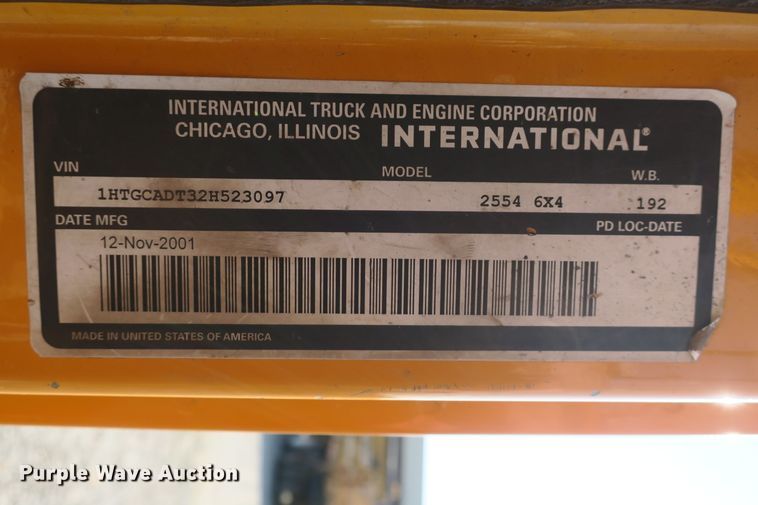 INTERNATIONAL TRUCK AND ENGINE CORPORATION
CHICAGO, ILLINOIS INTERNATIONAL®
VIN MODEL W.B.
1HTGCADT32H523097 2554 6X4 192
DATE MFG PD LOC-DATE
12-Nov-2001
MADE IN UNITED STATES OF AMERICA
Purple Wave Auction